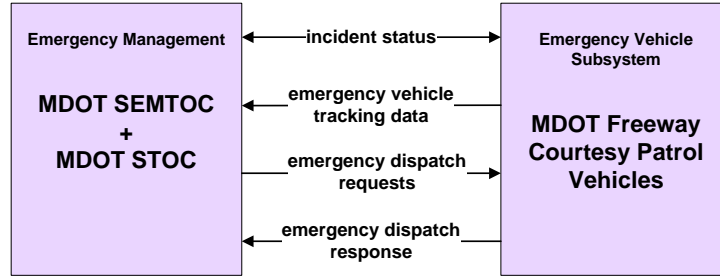 Emergency Management
MDOT SEMTOC
+
MDOT STOC
incident status
emergency vehicle
tracking data
emergency dispatch
requests
emergency dispatch
response
Emergency Vehicle
Subsystem
MDOT Freeway
Courtesy Patrol
Vehicles